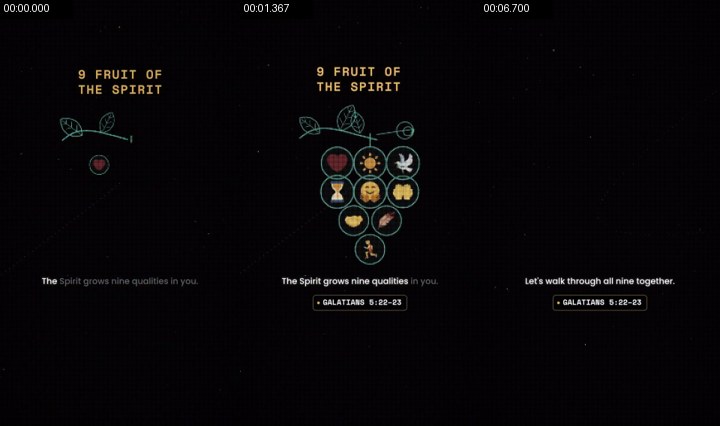 00:00.000
9 FRUIT OF
THE SPIRIT
The Spirit grows nine qualities in you.
00:01.367
9 FRUIT OF
THE SPIRIT
The Spirit grows nine qualities in you.
• GALATIANS 5:22–23
00:06.700
Let's walk through all nine together.
• GALATIANS 5:22–23